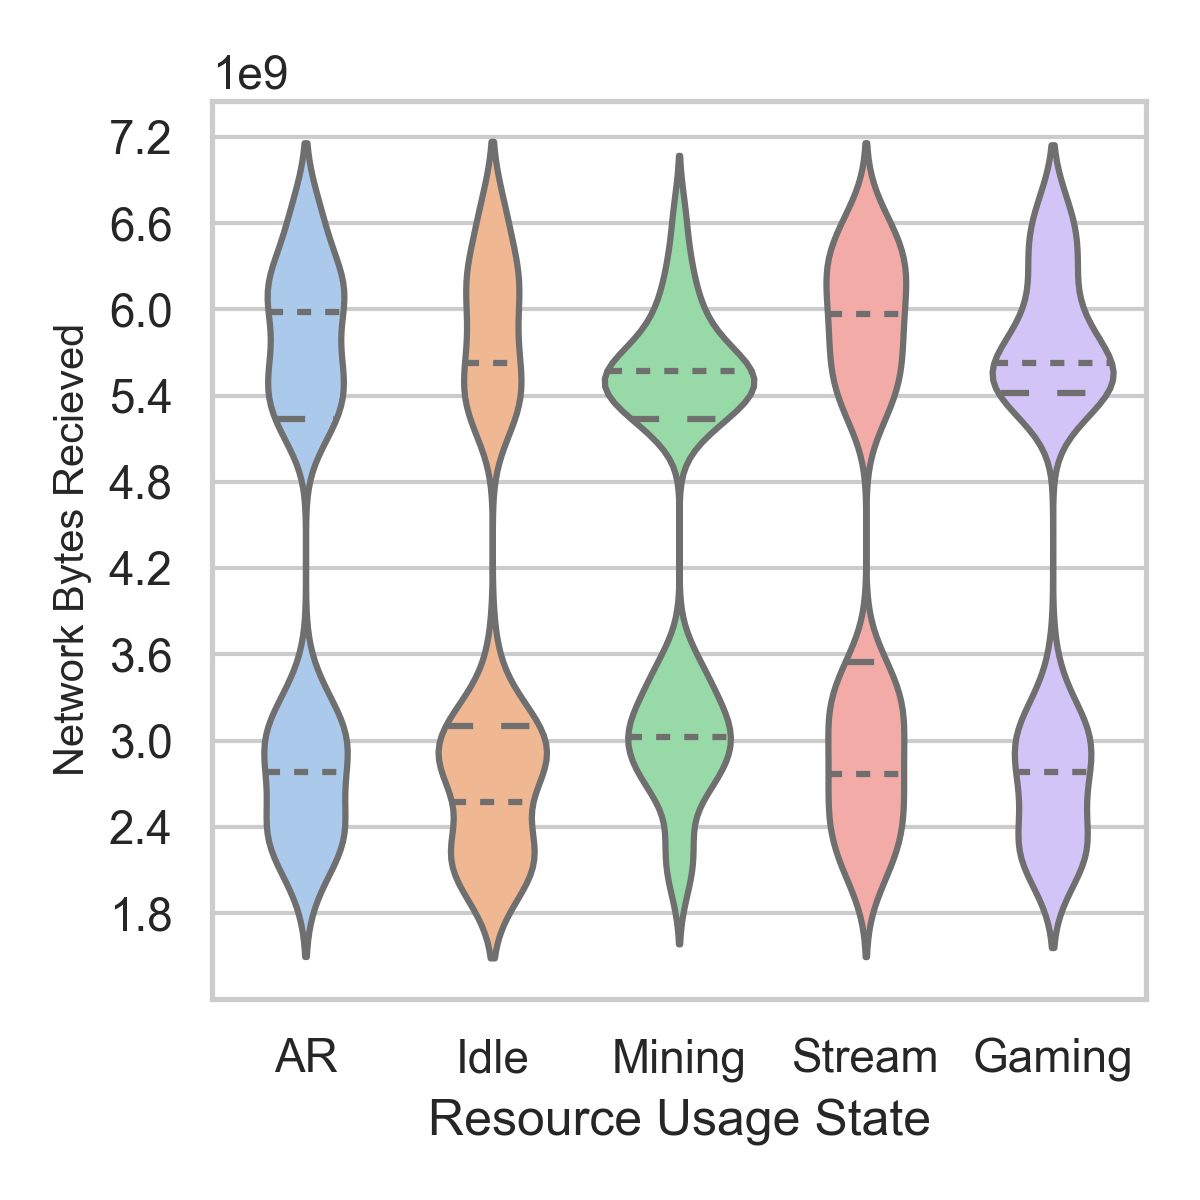 1e9
7.2
6.6
6.0
5.4
4.8
4.2
3.6
3.0
2.4
1.8
Network Bytes Recieved
AR Idle Mining Stream Gaming
Resource Usage State